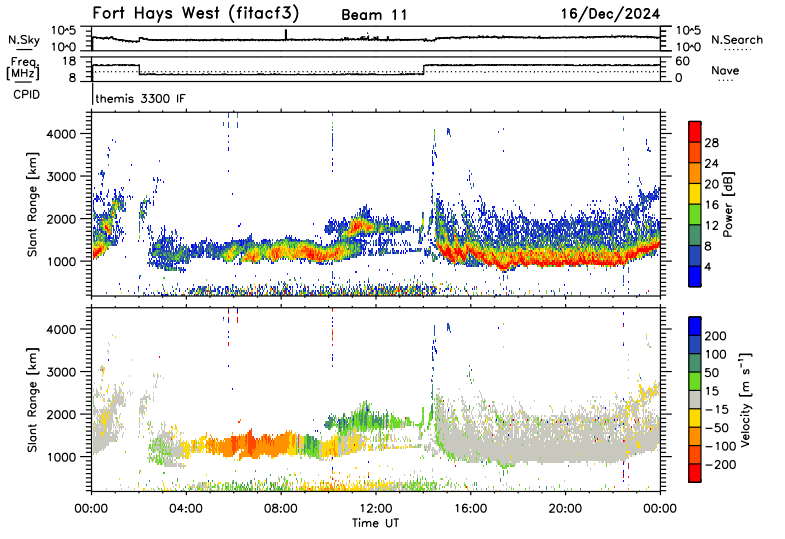 Fort Hays West (fitacf3) Beam 11 16/Dec/2024
N.Sky 10^5 10^0 10^5 10^0 N.Search
Freq. [MHz] 18 8 60 0 Nave
CPID themis 3300 IF
Slant Range [km] 4000 3000 2000 1000
Power [dB] 28 24 20 16 12 8 4
Slant Range [km] 4000 3000 2000 1000
Velocity [m s⁻¹] 200 100 50 15 −15 −50 −100 −200
00:00 04:00 08:00 12:00 16:00 20:00 00:00
Time UT